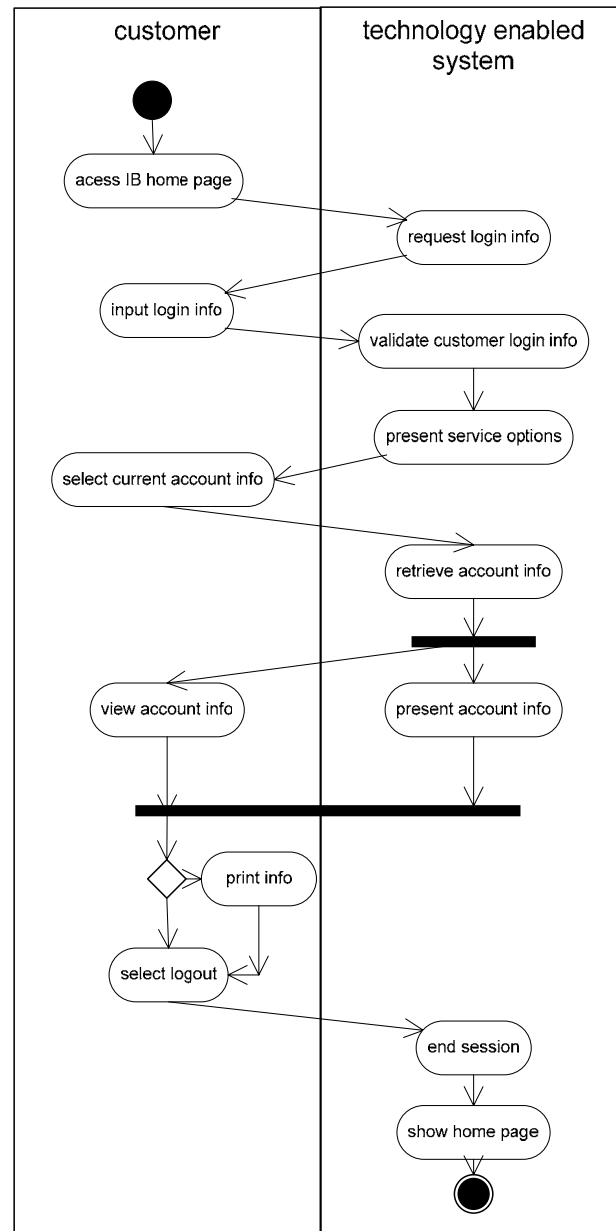 customer
technology enabled
system
acess IB home page
request login info
input login info
validate customer login info
present service options
select current account info
retrieve account info
view account info
present account info
print info
select logout
end session
show home page